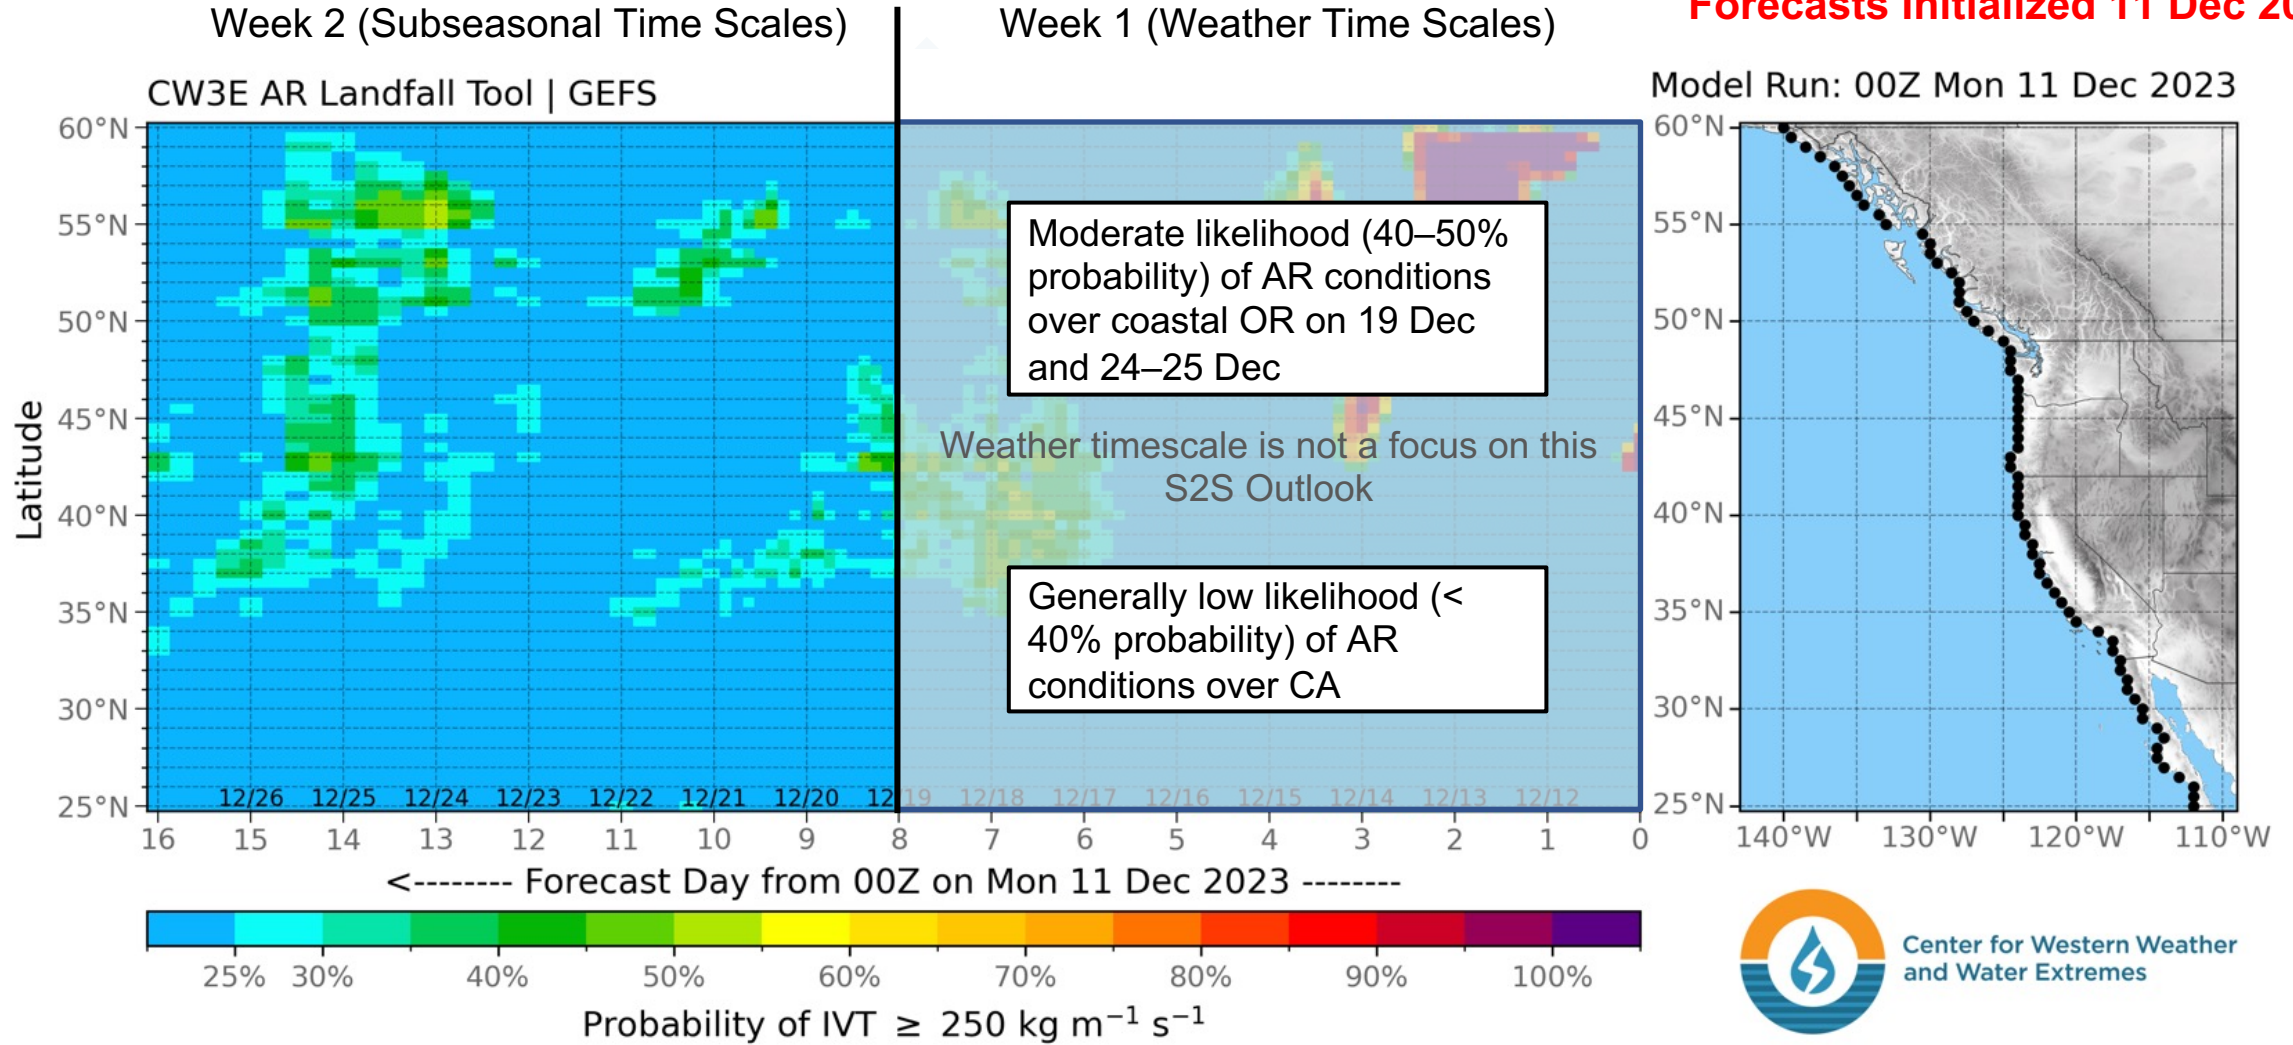 Week 2 (Subseasonal Time Scales)
Week 1 (Weather Time Scales)
Forecasts Initialized 11 Dec 20
CW3E AR Landfall Tool | GEFS
Model Run: 00Z Mon 11 Dec 2023
Latitude
60°N
55°N
50°N
45°N
40°N
35°N
30°N
25°N
Moderate likelihood (40–50%
probability) of AR conditions
over coastal OR on 19 Dec
and 24–25 Dec
Weather timescale is not a focus on this
S2S Outlook
Generally low likelihood (<
40% probability) of AR
conditions over CA
12/26 12/25 12/24 12/23 12/22 12/21 12/20 12/19 12/18 12/17 12/16 12/15 12/14 12/13 12/12
16 15 14 13 12 11 10 9 8 7 6 5 4 3 2 1 0
<-------- Forecast Day from 00Z on Mon 11 Dec 2023 --------
60°N
55°N
50°N
45°N
40°N
35°N
30°N
25°N
140°W 130°W 120°W 110°W
25% 30% 40% 50% 60% 70% 80% 90% 100%
Probability of IVT ≥ 250 kg m⁻¹ s⁻¹
Center for Western Weather
and Water Extremes